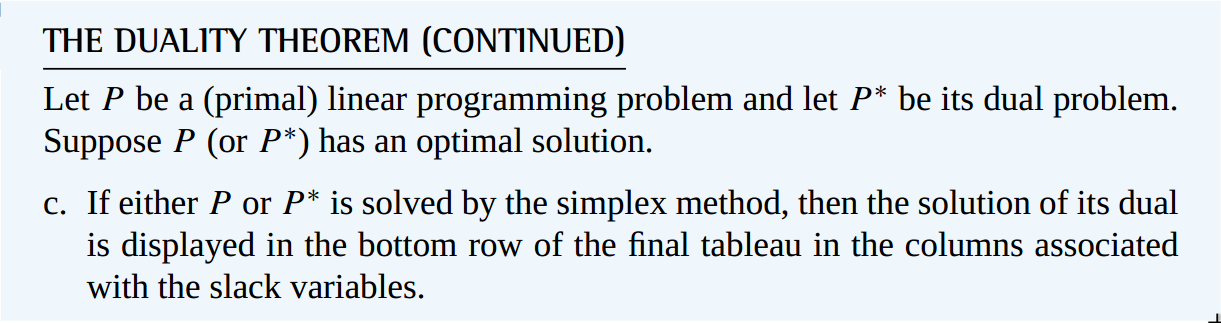 THE DUALITY THEOREM (CONTINUED)
Let P be a (primal) linear programming problem and let P* be its dual problem.
Suppose P (or P*) has an optimal solution.
c. If either P or P* is solved by the simplex method, then the solution of its dual
is displayed in the bottom row of the final tableau in the columns associated
with the slack variables.